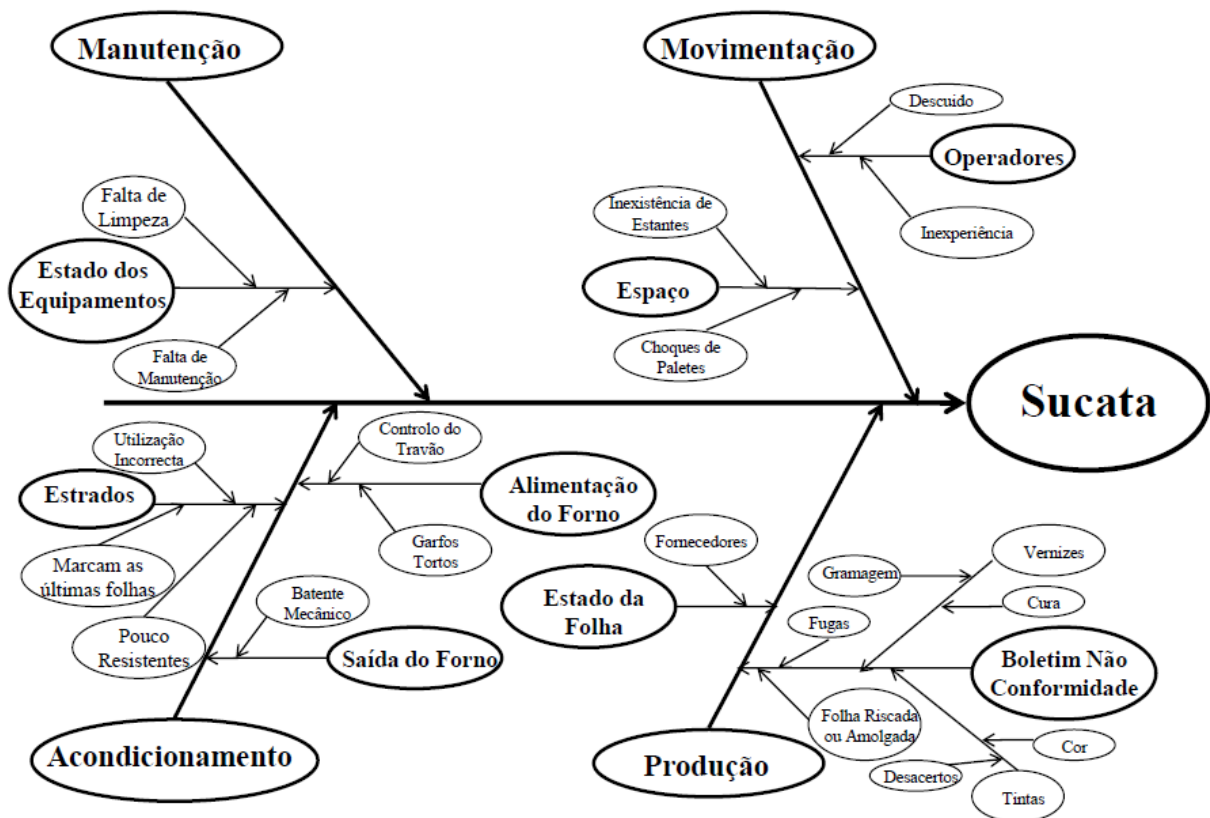 Manutenção
Movimentação
Descuido
Operadores
Inexperiência
Falta de
Limpeza
Estado dos
Equipamentos
Falta de
Manutenção
Inexistência de
Estantes
Espaço
Choques de
Paletes
Sucata
Utilização
Incorrecta
Estrados
Marcam as
últimas folhas
Pouco
Resistentes
Controlo do
Travão
Alimentação
do Forno
Garfos
Tortos
Batente
Mecânico
Saída do Forno
Acondicionamento
Fornecedores
Estado da
Folha
Gramagem
Vernizes
Cura
Fugas
Boletim Não
Conformidade
Folha Riscada
ou Amolgada
Cor
Desacertos
Tintas
Produção